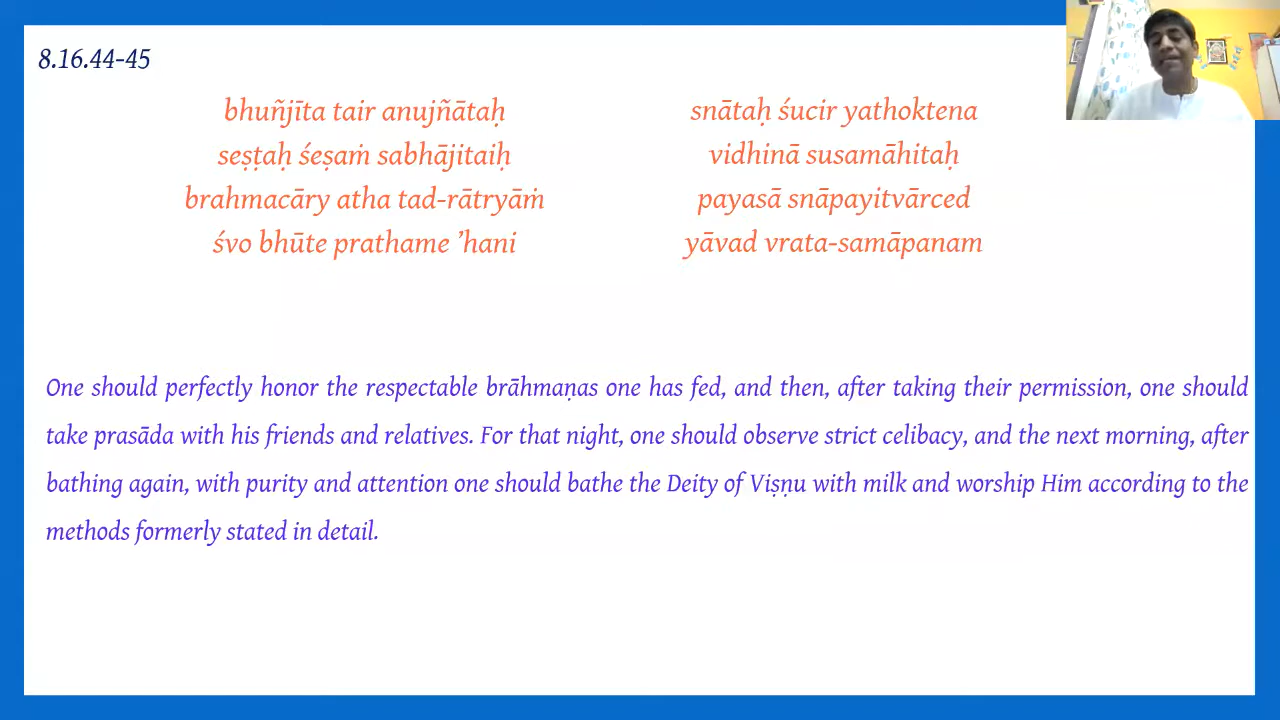 8.16.44-45
bhuñjīta tair anujñātaḥ
seṣṭaḥ śeṣaṁ sabhājitaiḥ
brahmacāry atha tad-rātryāṁ
śvo bhūte prathame ’hani
snātaḥ śucir yathoktena
vidhinā susamāhitaḥ
payasā snāpayitvārced
yāvad vrata-samāpanam
One should perfectly honor the respectable brāhmaṇas one has fed, and then, after taking their permission, one should
take prasāda with his friends and relatives. For that night, one should observe strict celibacy, and the next morning, after
bathing again, with purity and attention one should bathe the Deity of Viṣṇu with milk and worship Him according to the
methods formerly stated in detail.